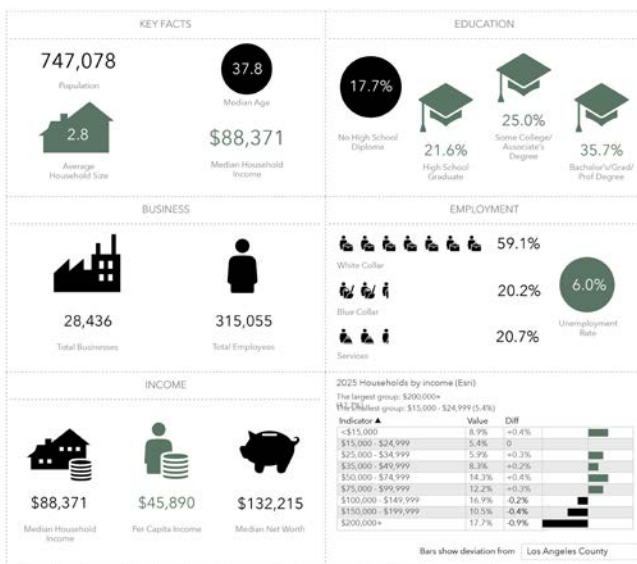 KEY FACTS
747,078
Population
37.8
Median Age
2.8
Average
Household Size
$88,371
Median Household
Income
EDUCATION
17.7%
No High School
Diploma
21.6%
High School
Graduate
25.0%
Some College/
Associate's
Degree
35.7%
Bachelor's/Grad/
Prof Degree
BUSINESS
28,436
Total Businesses
315,055
Total Employees
EMPLOYMENT
59.1%
White Collar
20.2%
Blue Collar
20.7%
Services
6.0%
Unemployment
Rate
INCOME
$88,371
Median Household
Income
$45,890
Per Capita Income
$132,215
Median Net Worth
2025 Households by income (Esri)
The largest group: $200,000+
(17.7%)
The smallest group: $15,000 - $24,999 (5.4%)
Indicator ▲ Value Diff
<$15,000 8.9% +0.4%
$15,000 - $24,999 5.4% 0
$25,000 - $34,999 5.9% +0.3%
$35,000 - $49,999 8.3% +0.2%
$50,000 - $74,999 14.3% +0.4%
$75,000 - $99,999 12.2% +0.3%
$100,000 - $149,999 16.9% -0.2%
$150,000 - $199,999 10.5% -0.4%
$200,000+ 17.7% -0.9%
Bars show deviation from Los Angeles County